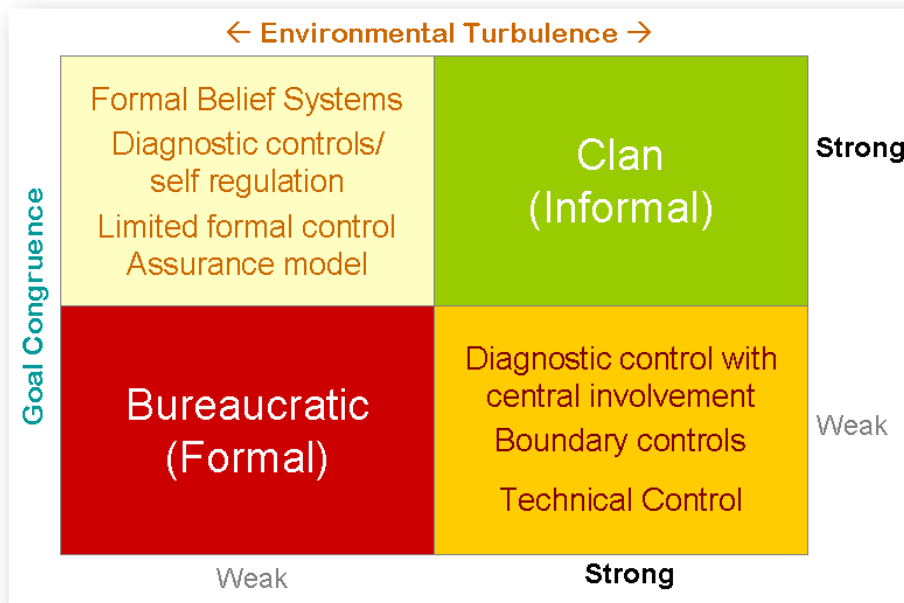 ← Environmental Turbulence →
Formal Belief Systems
Diagnostic controls/
self regulation
Limited formal control
Assurance model
Clan
(Informal)
Strong
Goal Congruence
Bureaucratic
(Formal)
Diagnostic control with
central involvement
Boundary controls
Technical Control
Weak
Weak
Strong